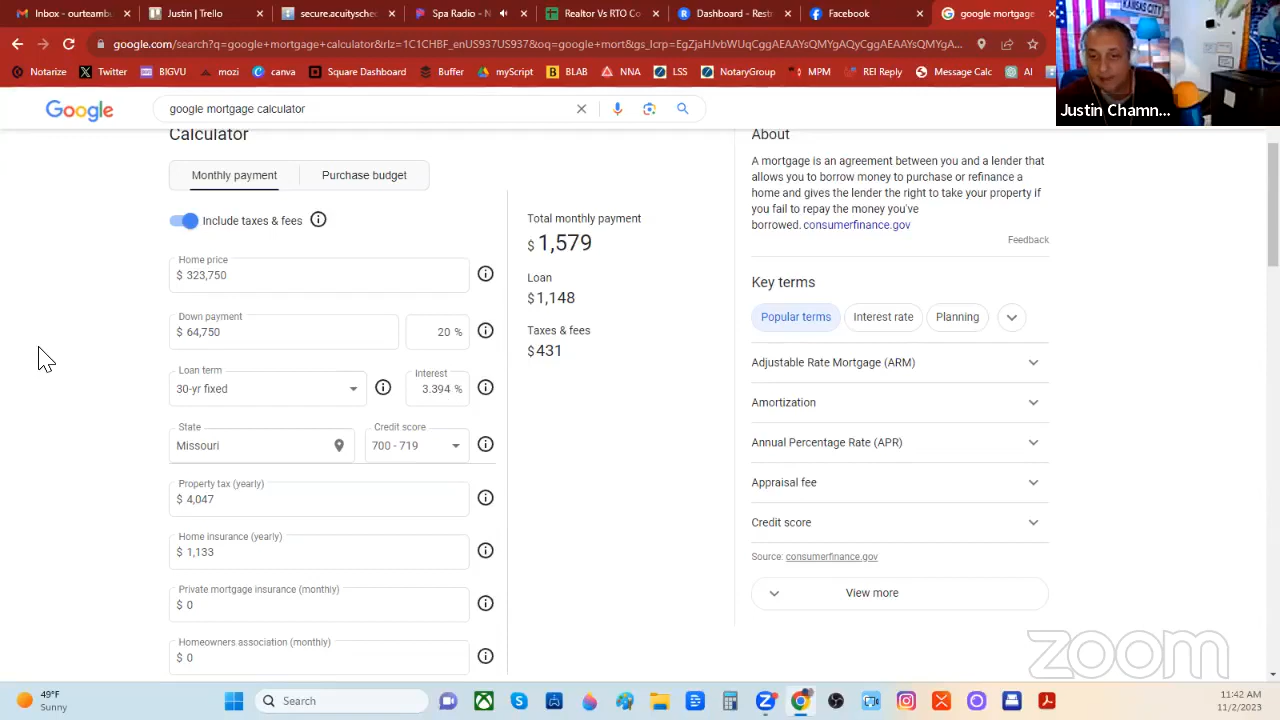 Inbox - ourteamb
Justin | Trello
secure.acuitysche
Spa Radio - N
Realtor Vs RTO Co
Dashboard - Restr
Facebook
google mortgage
google.com/search?q=google+mortgage+calculator&rlz=1C1CHBF_enUS937US937&oq=google+mort&gs_lcrp=EgZjaHJvbWUqCggAEAAYsQMYgAQyCggAEAAYsQMYgA...
Notarize
Twitter
BIGVU
mozi
canva
Square Dashboard
Buffer
myScript
BLAB
NNA
LSS
NotaryGroup
MPM
REI Reply
Message Calc
AI
KANSAS CITY
Justin Chamn...
Google
google mortgage calculator
Calculator
Monthly payment
Purchase budget
Include taxes & fees
Home price
$ 323,750
Down payment
$ 64,750
20 %
Loan term
30-yr fixed
Interest
3.394 %
State
Missouri
Credit score
700 - 719
Property tax (yearly)
$ 4,047
Home insurance (yearly)
$ 1,133
Private mortgage insurance (monthly)
$ 0
Homeowners association (monthly)
$ 0
Total monthly payment
$ 1,579
Loan
$1,148
Taxes & fees
$431
About
A mortgage is an agreement between you and a lender that
allows you to borrow money to purchase or refinance a
home and gives the lender the right to take your property if
you fail to repay the money you've
borrowed. consumerfinance.gov
Feedback
Key terms
Popular terms
Interest rate
Planning
Adjustable Rate Mortgage (ARM)
Amortization
Annual Percentage Rate (APR)
Appraisal fee
Credit score
Source: consumerfinance.gov
View more
zoom
49°F
Sunny
Search
11:42 AM
11/2/2023